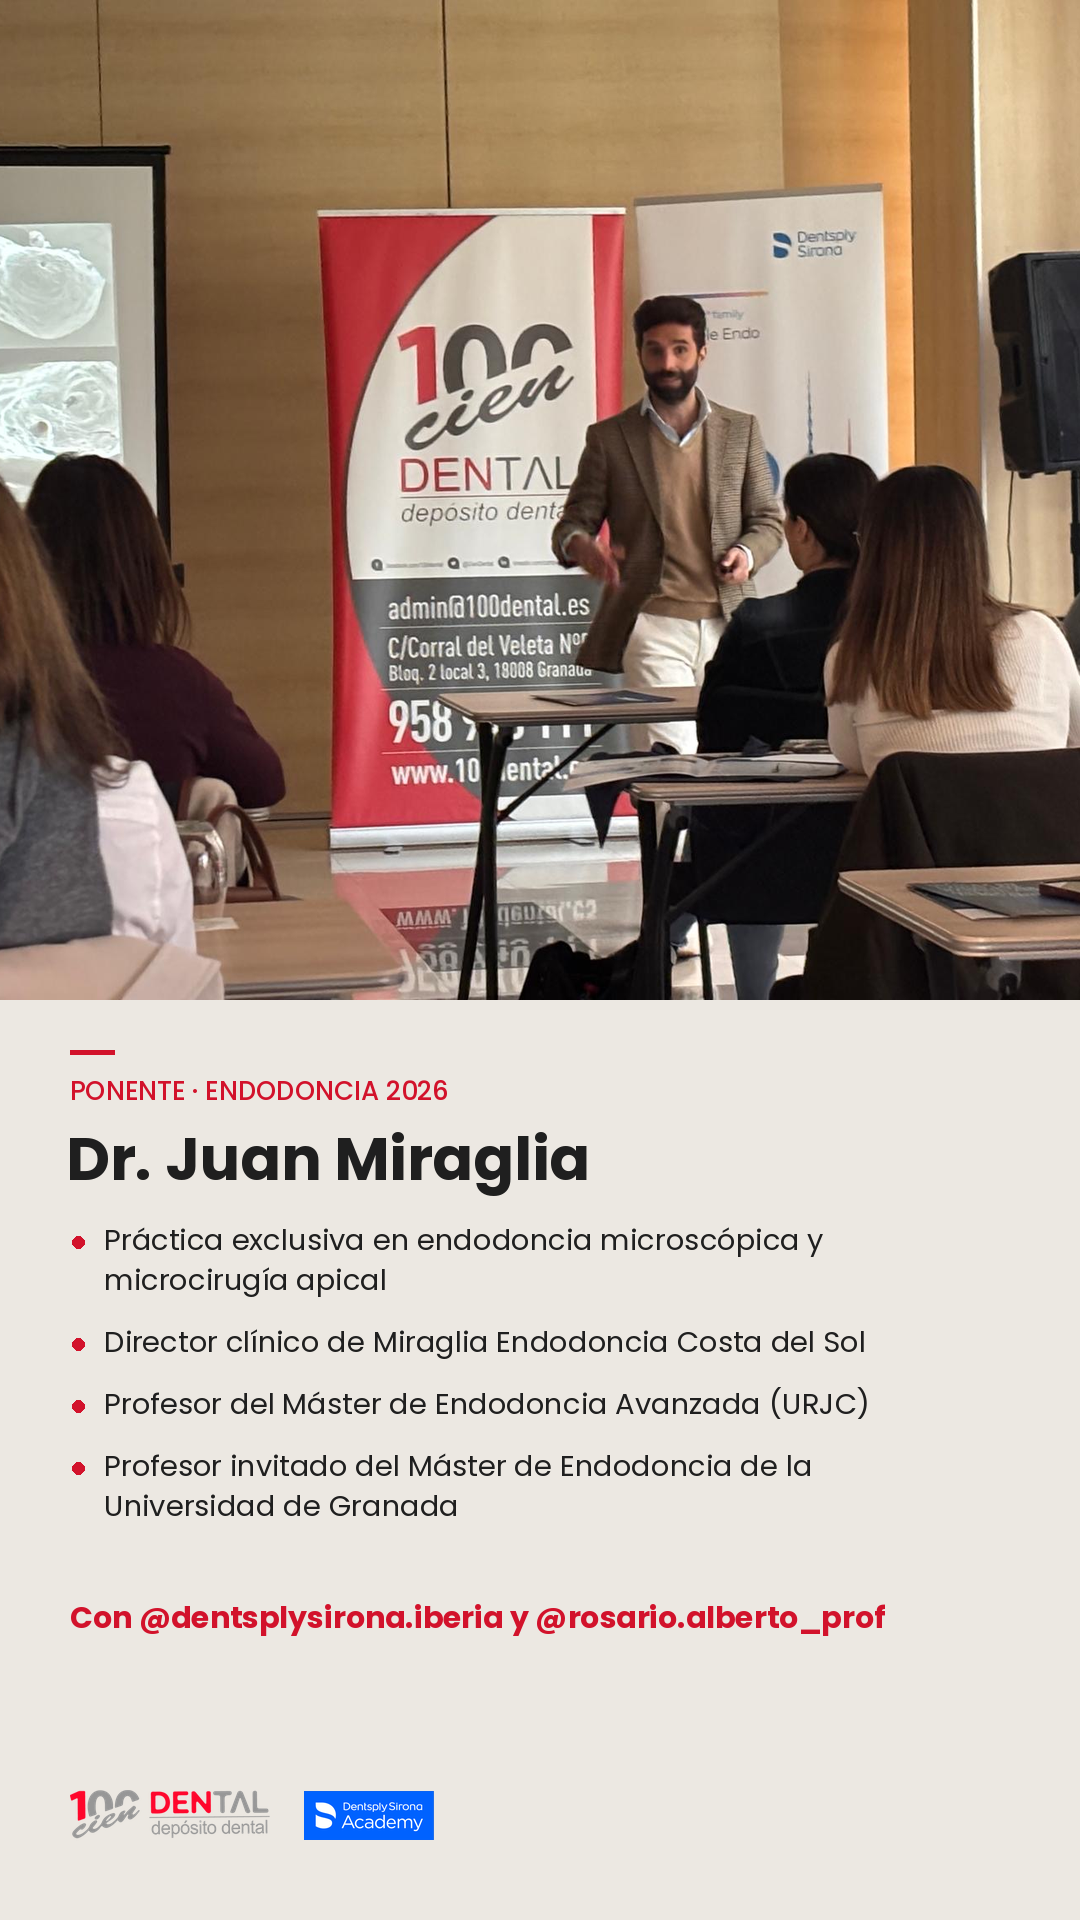 Dentsply
Sirona
family
le Endo
100
cien
DENTAL
depósito denta
admin@100dental.es
C/Corral del Veleta Nº
Bloq. 2 local 3, 18008 Granada
958
www.10 ental.
PONENTE · ENDODONCIA 2026
Dr. Juan Miraglia
Práctica exclusiva en endodoncia microscópica y
microcirugía apical
Director clínico de Miraglia Endodoncia Costa del Sol
Profesor del Máster de Endodoncia Avanzada (URJC)
Profesor invitado del Máster de Endodoncia de la
Universidad de Granada
Con @dentsplysirona.iberia y @rosario.alberto_prof
100 cien DENTAL
depósito dental
Dentsply Sirona
Academy